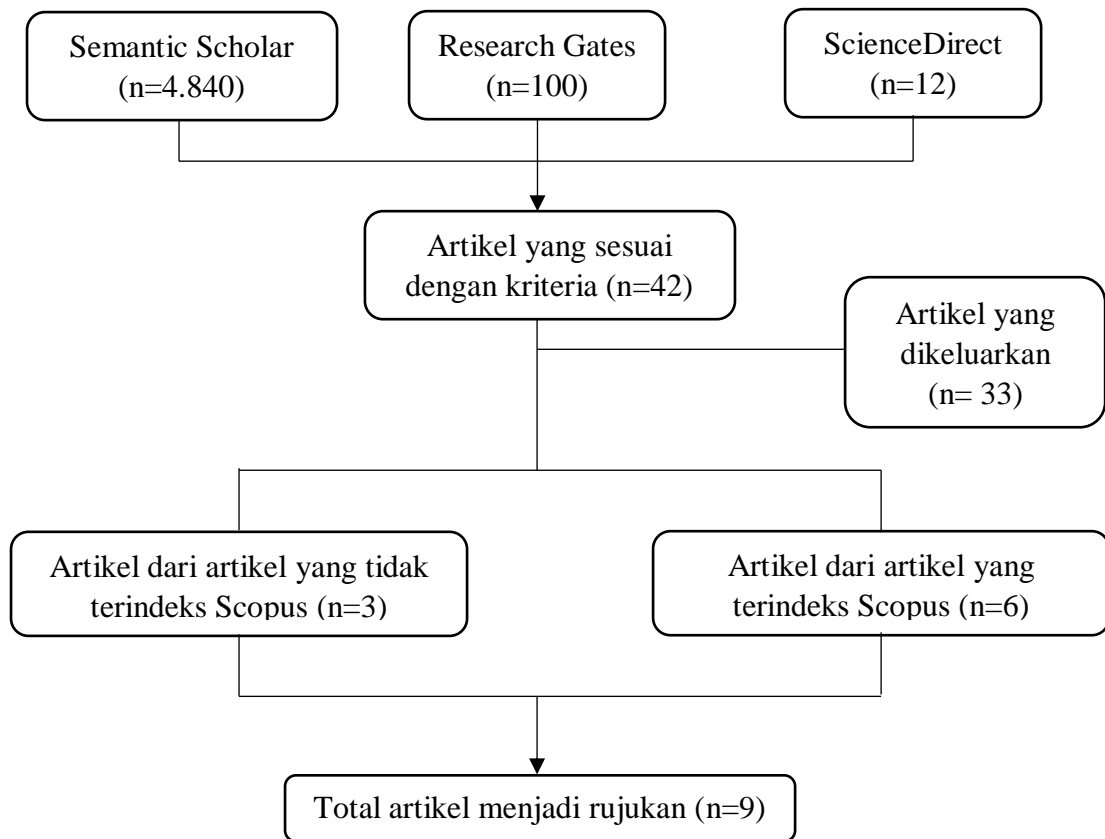 Semantic Scholar
(n=4.840)
Research Gates
(n=100)
ScienceDirect
(n=12)
Artikel yang sesuai
dengan kriteria (n=42)
Artikel yang
dikeluarkan
(n= 33)
Artikel dari artikel yang tidak
terindeks Scopus (n=3)
Artikel dari artikel yang
terindeks Scopus (n=6)
Total artikel menjadi rujukan (n=9)